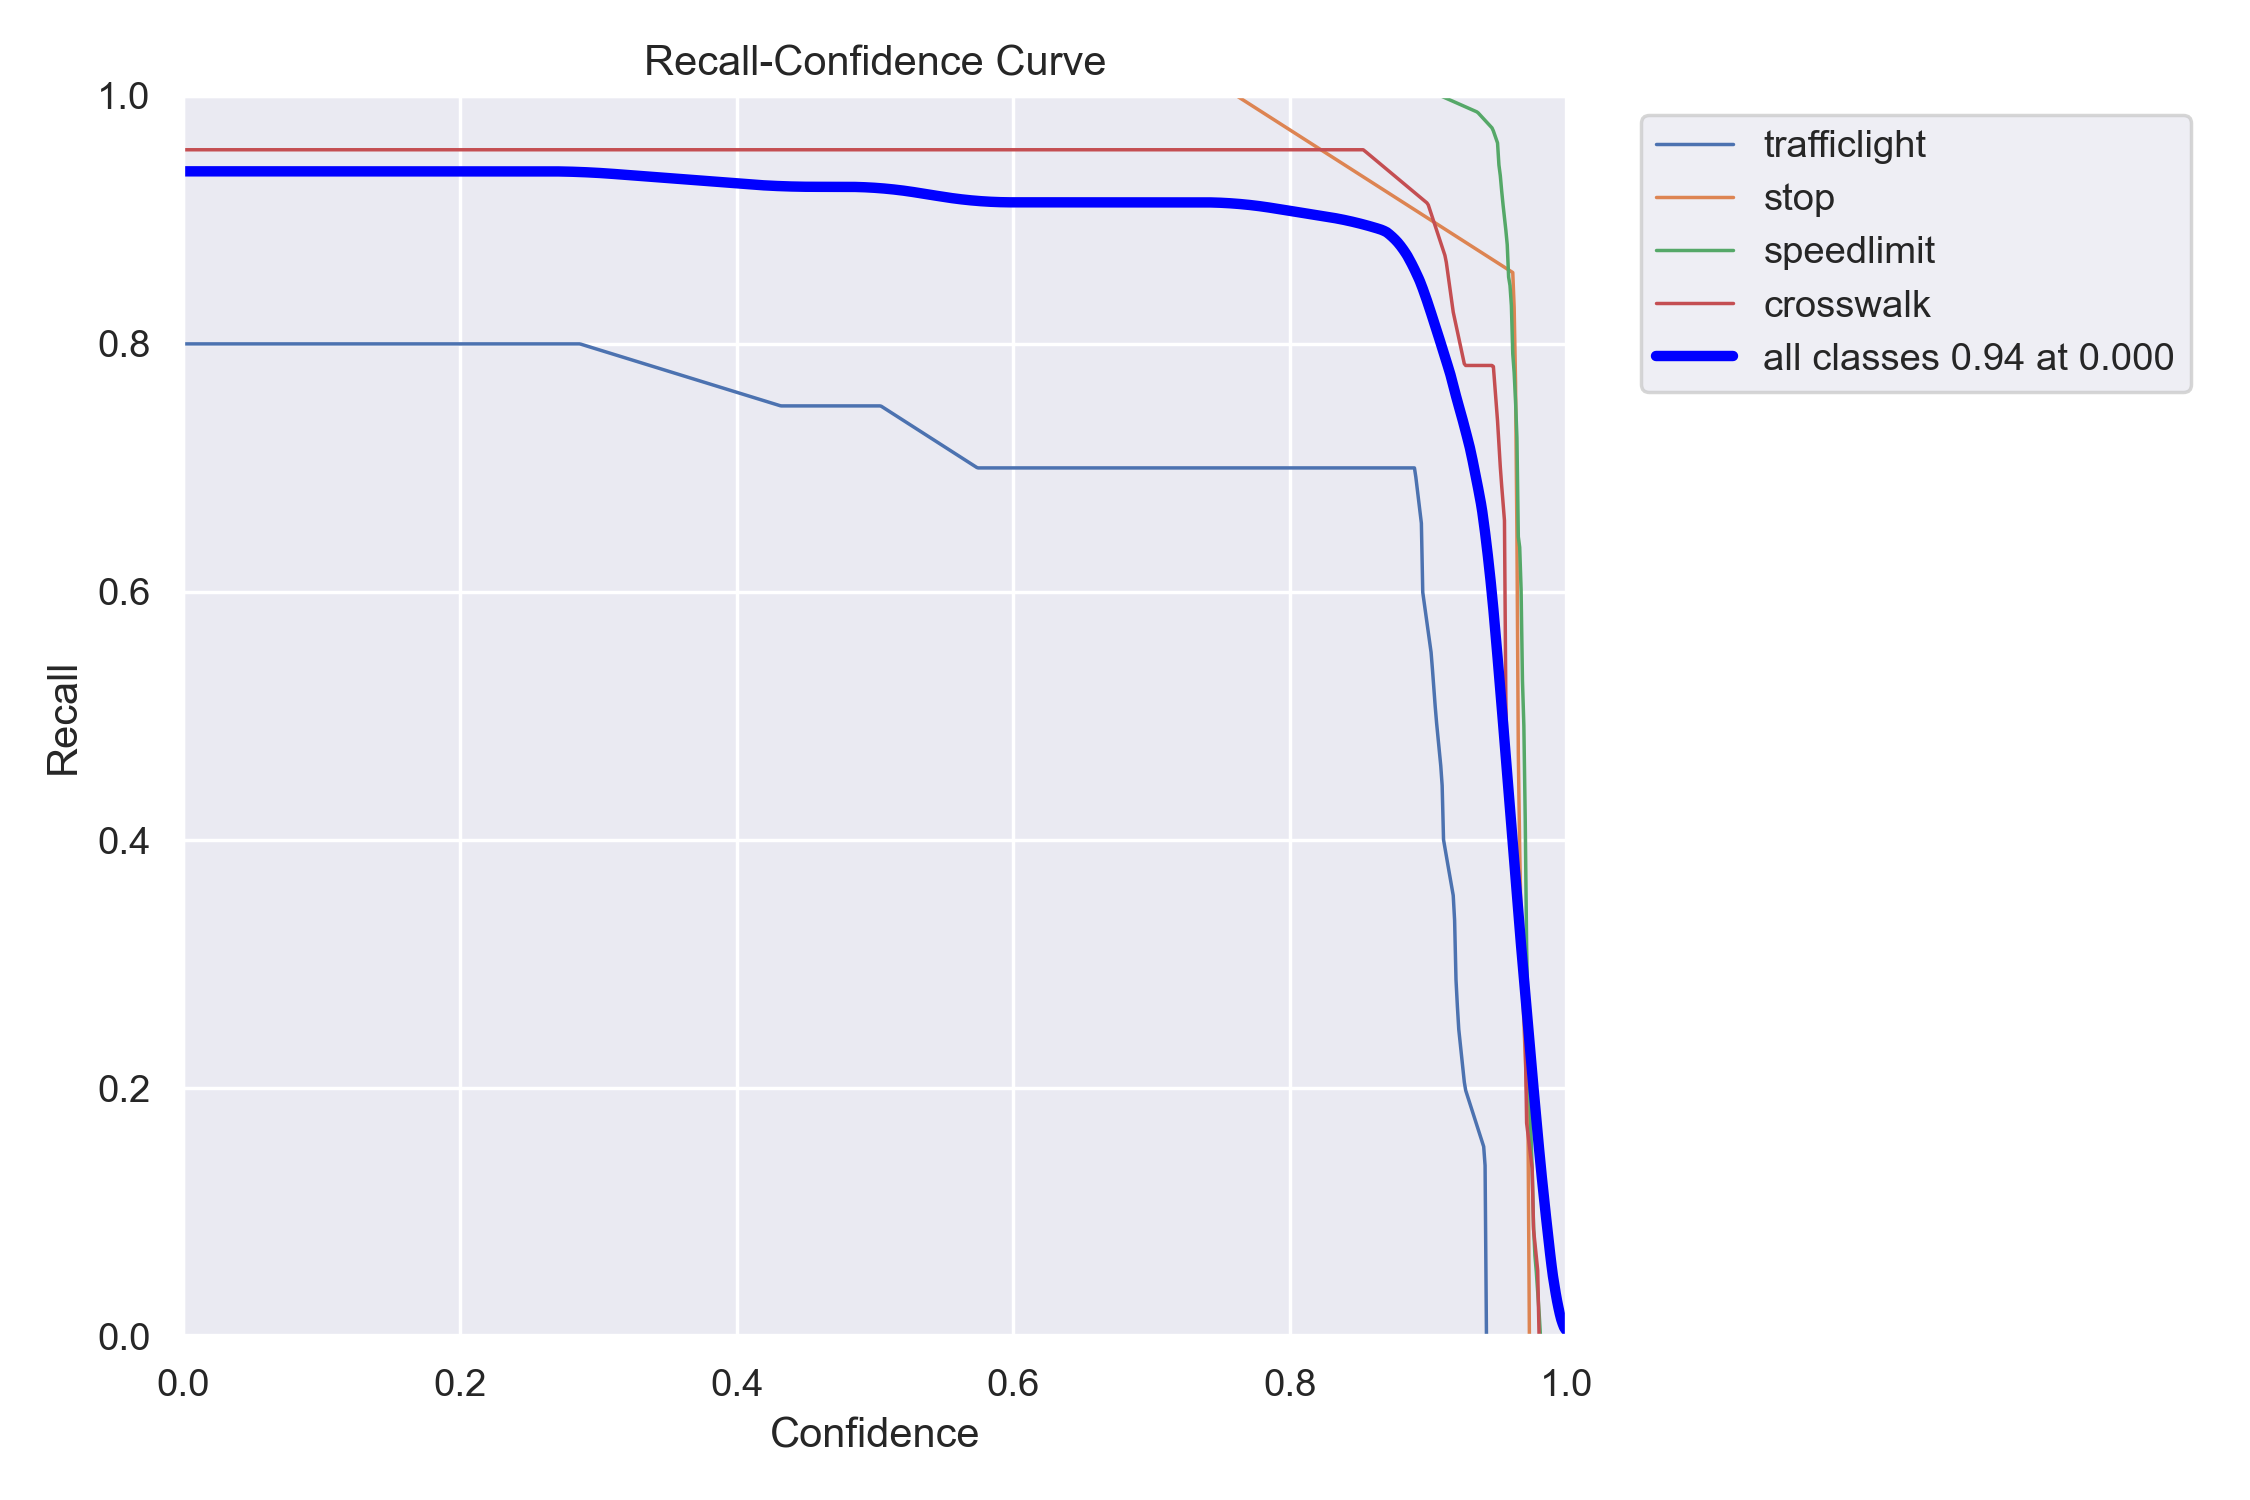 Recall-Confidence Curve
1.0
0.8
0.6
0.4
0.2
0.0
Recall
0.0 0.2 0.4 0.6 0.8 1.0
Confidence
trafficlight
stop
speedlimit
crosswalk
all classes 0.94 at 0.000